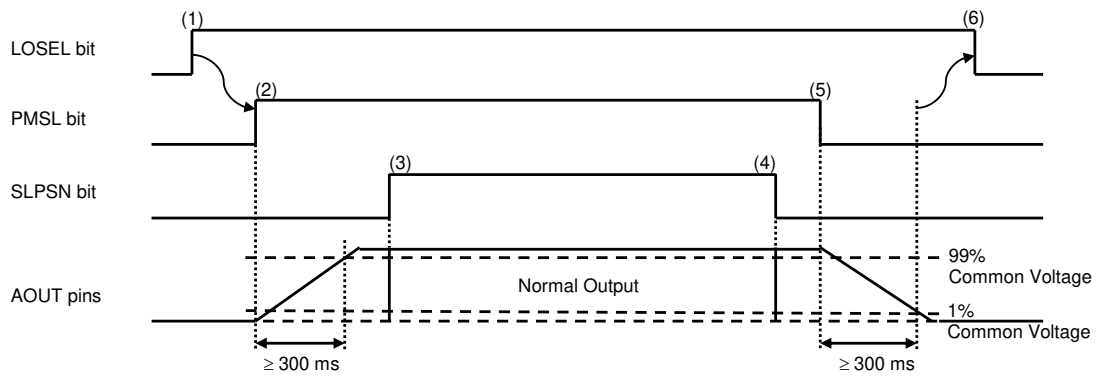 (1)
(6)
LOSEL bit
(2)
(5)
PMSL bit
(3)
(4)
SLPSN bit
99%
Common Voltage
AOUT pins
Normal Output
1%
Common Voltage
≥ 300 ms
≥ 300 ms